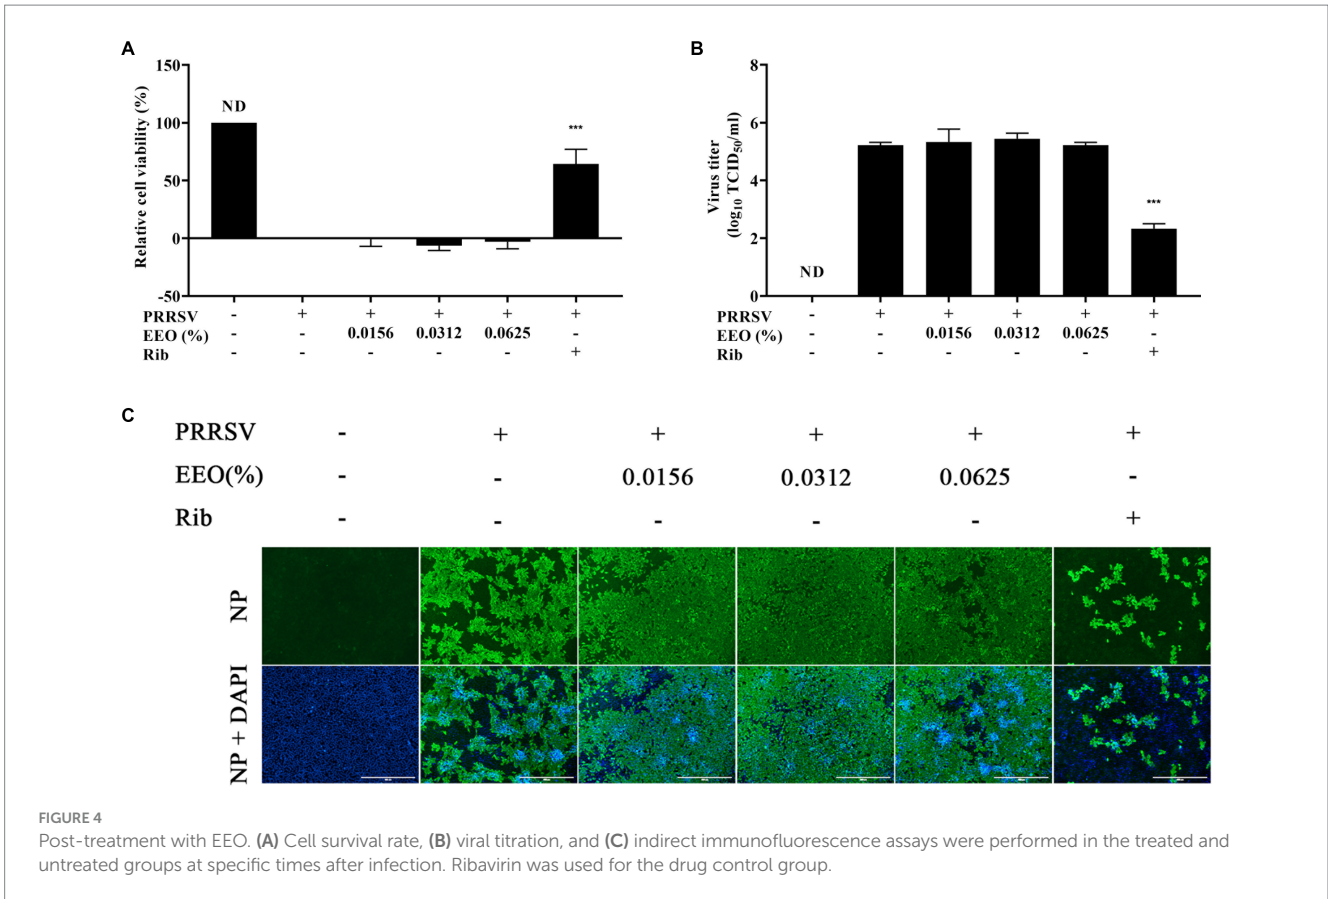 A
150
100
50
0
-50
Relative cell viability (%)
ND
***
PRRSV - + + + + +
EEO (%) - - 0.0156 0.0312 0.0625 -
Rib - - - - - +
B
8
6
4
2
0
Virus titer
(log10 TCID50/ml)
ND
***
PRRSV - + + + + +
EEO (%) - - 0.0156 0.0312 0.0625 -
Rib - - - - - +
C
PRRSV - + + + + +
EEO(%) - - 0.0156 0.0312 0.0625 -
Rib - - - - - +
NP
NP + DAPI
FIGURE 4
Post-treatment with EEO. (A) Cell survival rate, (B) viral titration, and (C) indirect immunofluorescence assays were performed in the treated and
untreated groups at specific times after infection. Ribavirin was used for the drug control group.